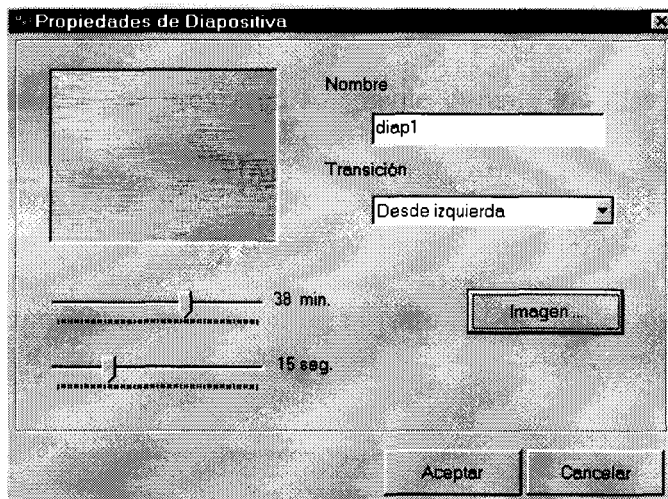 Propiedades de Diapositiva
Nombre
diap1
Transición
Desde izquierda
38 min.
Imagen ...
15 seg.
Aceptar
Cancelar